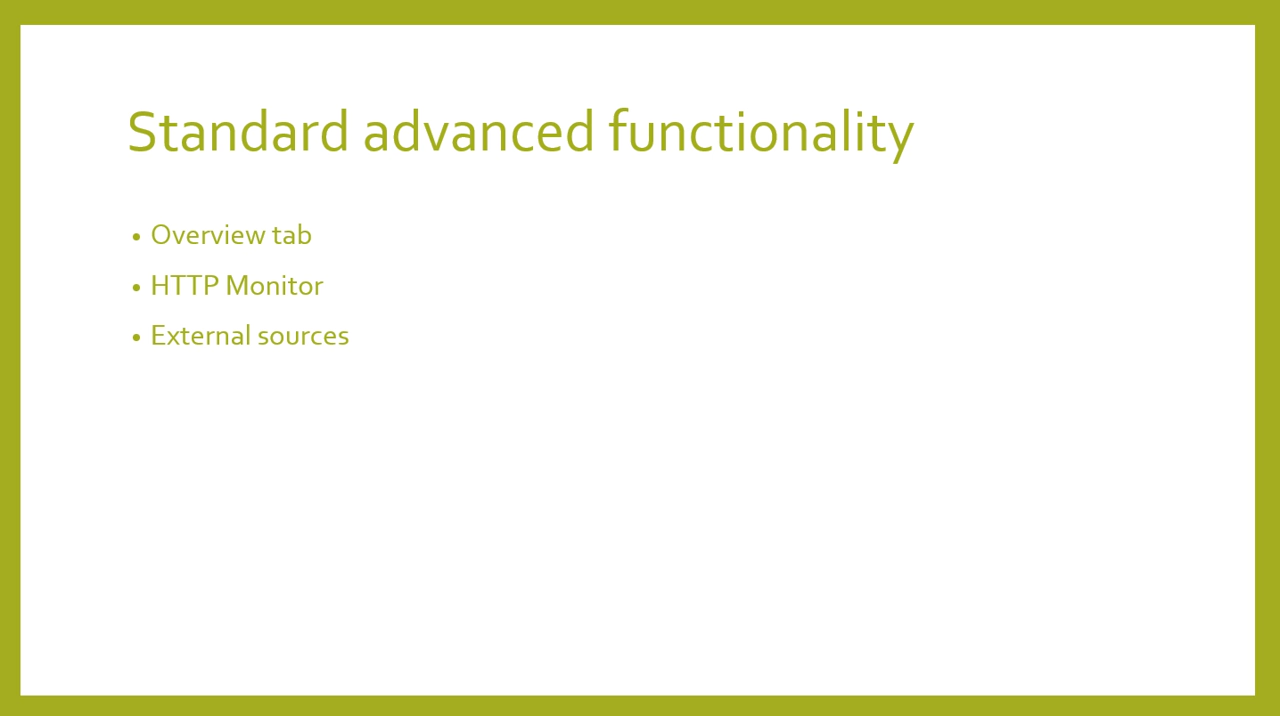 Standard advanced functionality
• Overview tab
• HTTP Monitor
• External sources